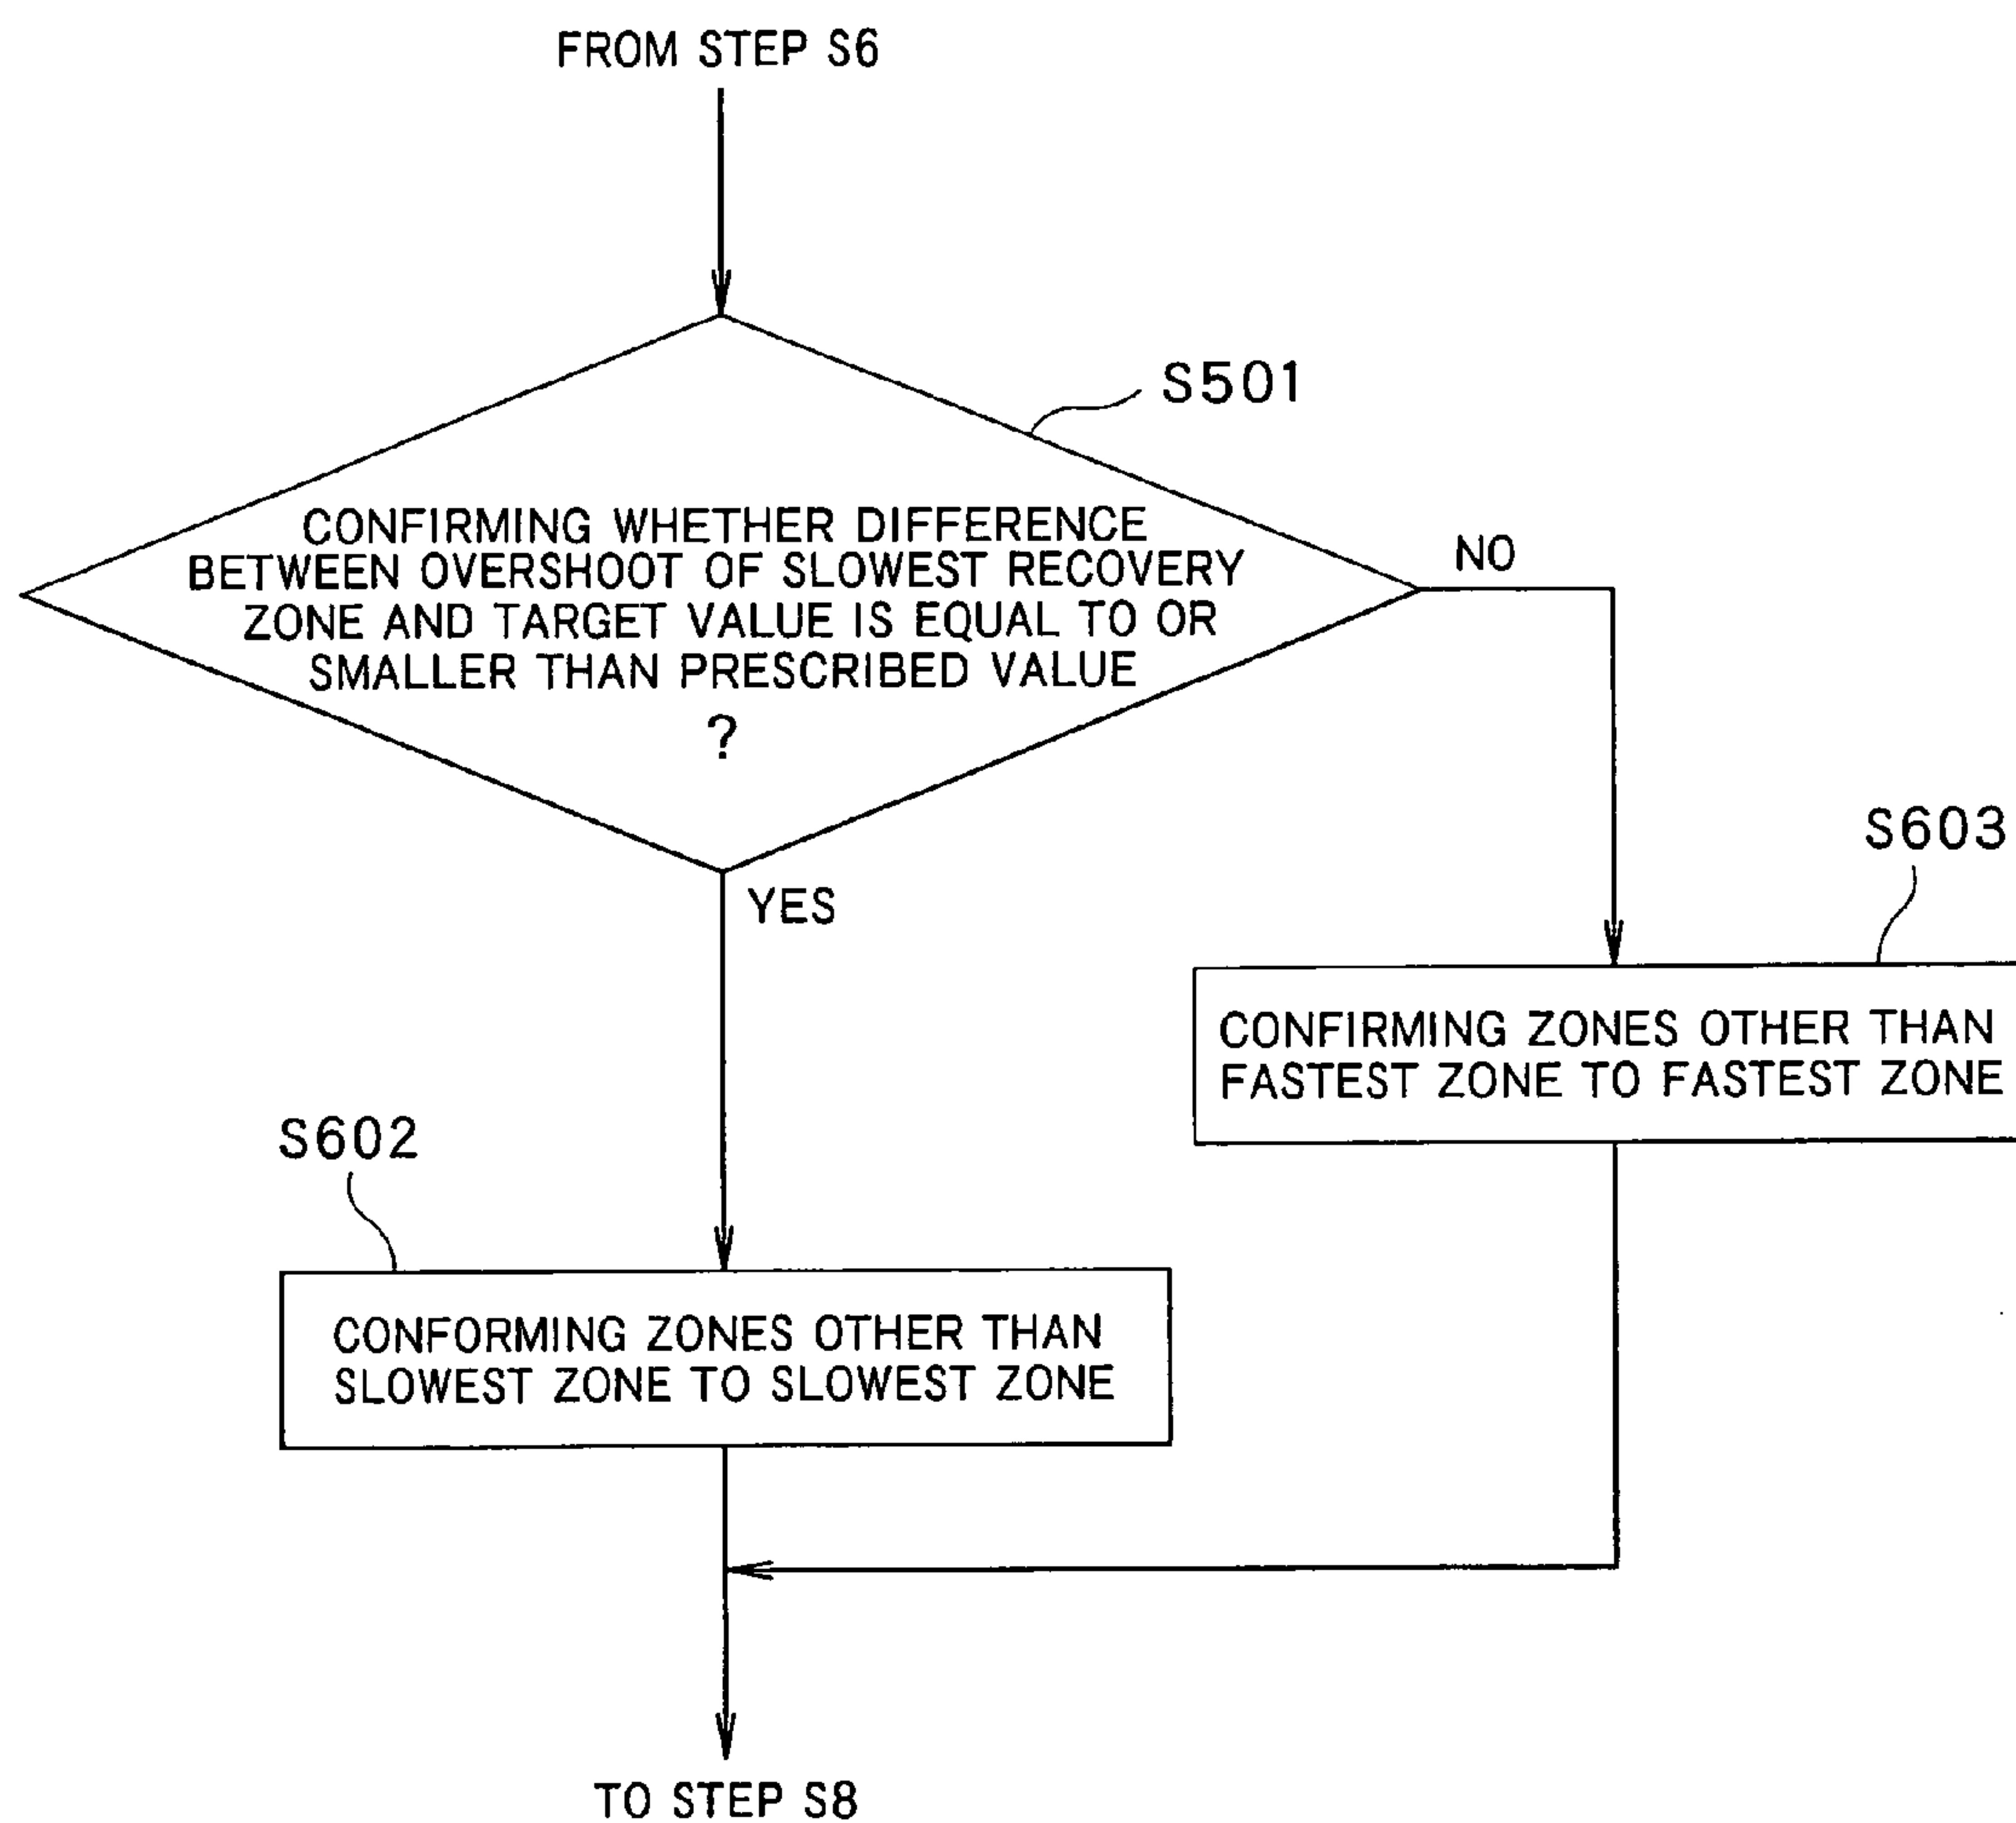 FROM STEP S6
S501
CONFIRMING WHETHER DIFFERENCE
BETWEEN OVERSHOOT OF SLOWEST RECOVERY
ZONE AND TARGET VALUE IS EQUAL TO OR
SMALLER THAN PRESCRIBED VALUE
?
NO
YES
S603
CONFIRMING ZONES OTHER THAN
FASTEST ZONE TO FASTEST ZONE
S602
CONFORMING ZONES OTHER THAN
SLOWEST ZONE TO SLOWEST ZONE
TO STEP S8